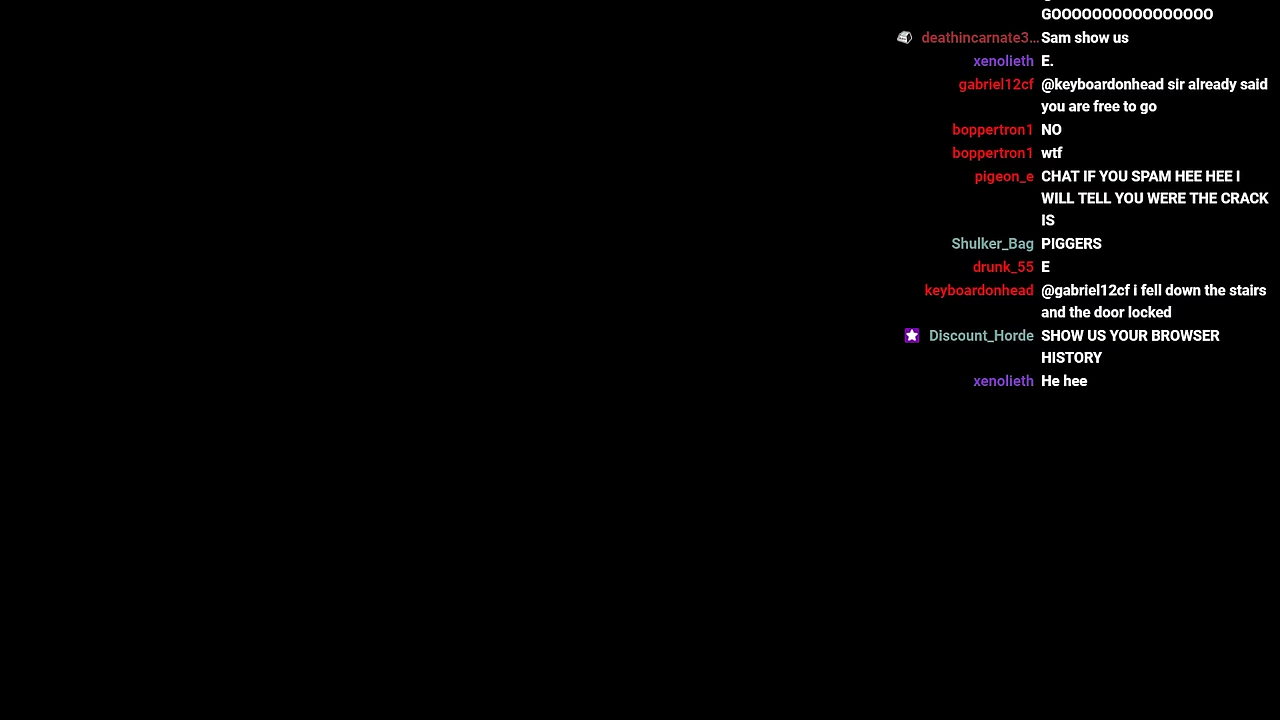 GOOOOOOOOOOOOOOOO
deathincarnate3... Sam show us
xenolieth E.
gabriel12cf @keyboardonhead sir already said
you are free to go
boppertron1 NO
boppertron1 wtf
pigeon_e CHAT IF YOU SPAM HEE HEE I
WILL TELL YOU WERE THE CRACK
IS
Shulker_Bag PIGGERS
drunk_55 E
keyboardonhead @gabriel12cf i fell down the stairs
and the door locked
Discount_Horde SHOW US YOUR BROWSER
HISTORY
xenolieth He hee